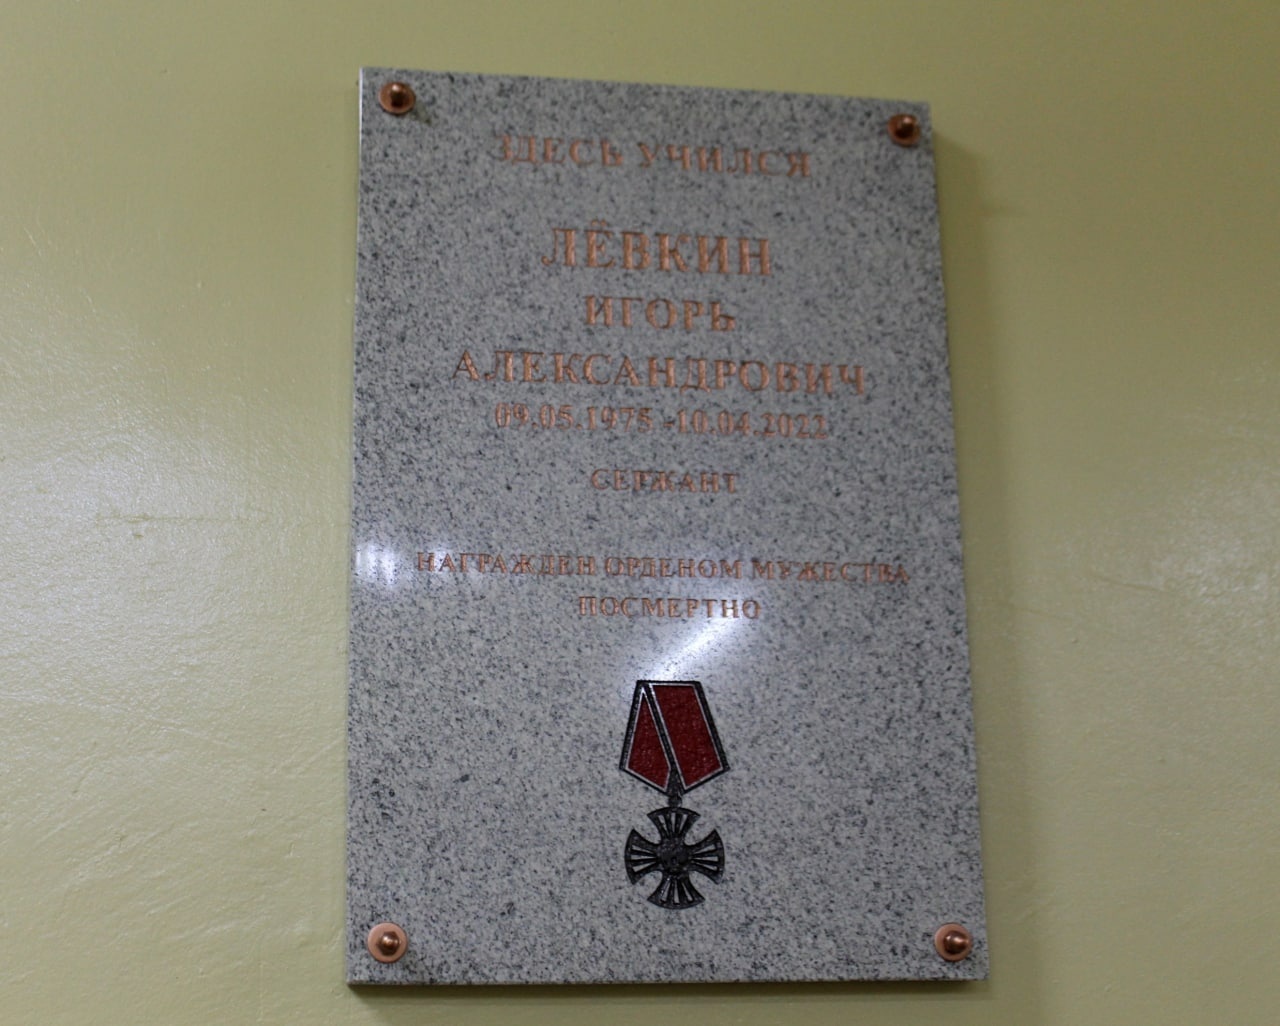 ЗДЕСЬ УЧИЛСЯ
ЛЁВКИН
ИГОРЬ
АЛЕКСАНДРОВИЧ
09.05.1975 -10.04.2022
СЕРЖАНТ
НАГРАЖДЕН ОРДЕНОМ МУЖЕСТВА
ПОСМЕРТНО